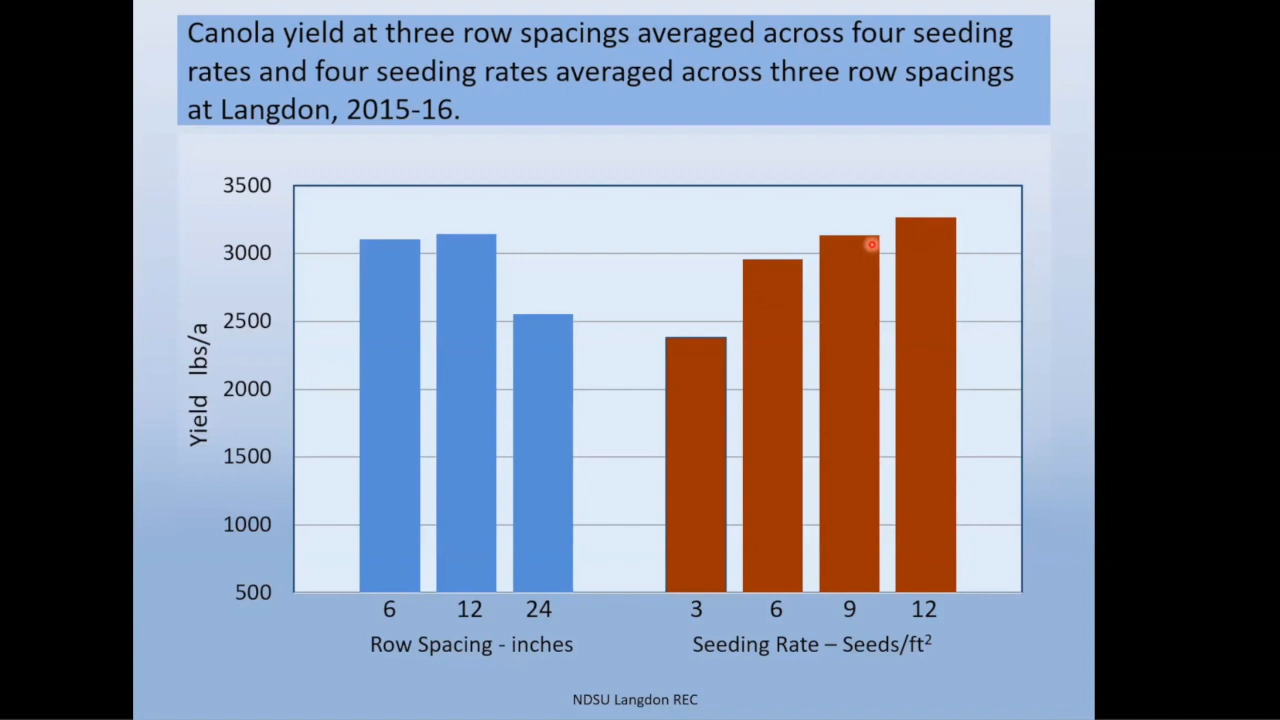 Canola yield at three row spacings averaged across four seeding
rates and four seeding rates averaged across three row spacings
at Langdon, 2015-16.
3500
3000
2500
2000
1500
1000
500
Yield lbs/a
6 12 24 3 6 9 12
Row Spacing - inches Seeding Rate – Seeds/ft²
NDSU Langdon REC